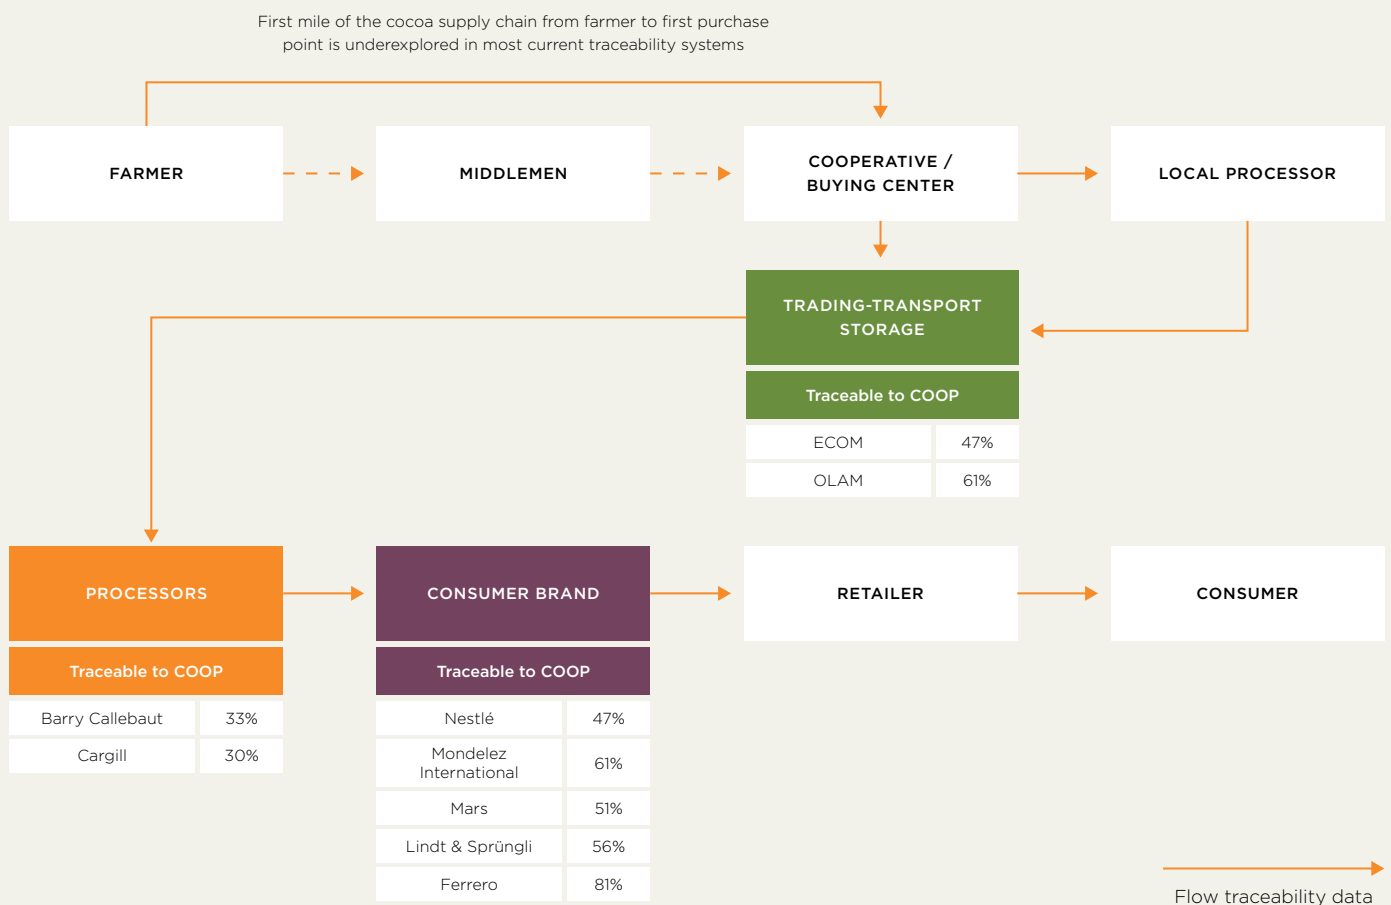 First mile of the cocoa supply chain from farmer to first purchase
point is underexplored in most current traceability systems
FARMER
MIDDLEMEN
COOPERATIVE /
BUYING CENTER
LOCAL PROCESSOR
TRADING-TRANSPORT
STORAGE
Traceable to COOP
ECOM 47%
OLAM 61%
PROCESSORS
Traceable to COOP
Barry Callebaut 33%
Cargill 30%
CONSUMER BRAND
Traceable to COOP
Nestlé 47%
Mondelez
International 61%
Mars 51%
Lindt & Sprüngli 56%
Ferrero 81%
RETAILER
CONSUMER
Flow traceability data